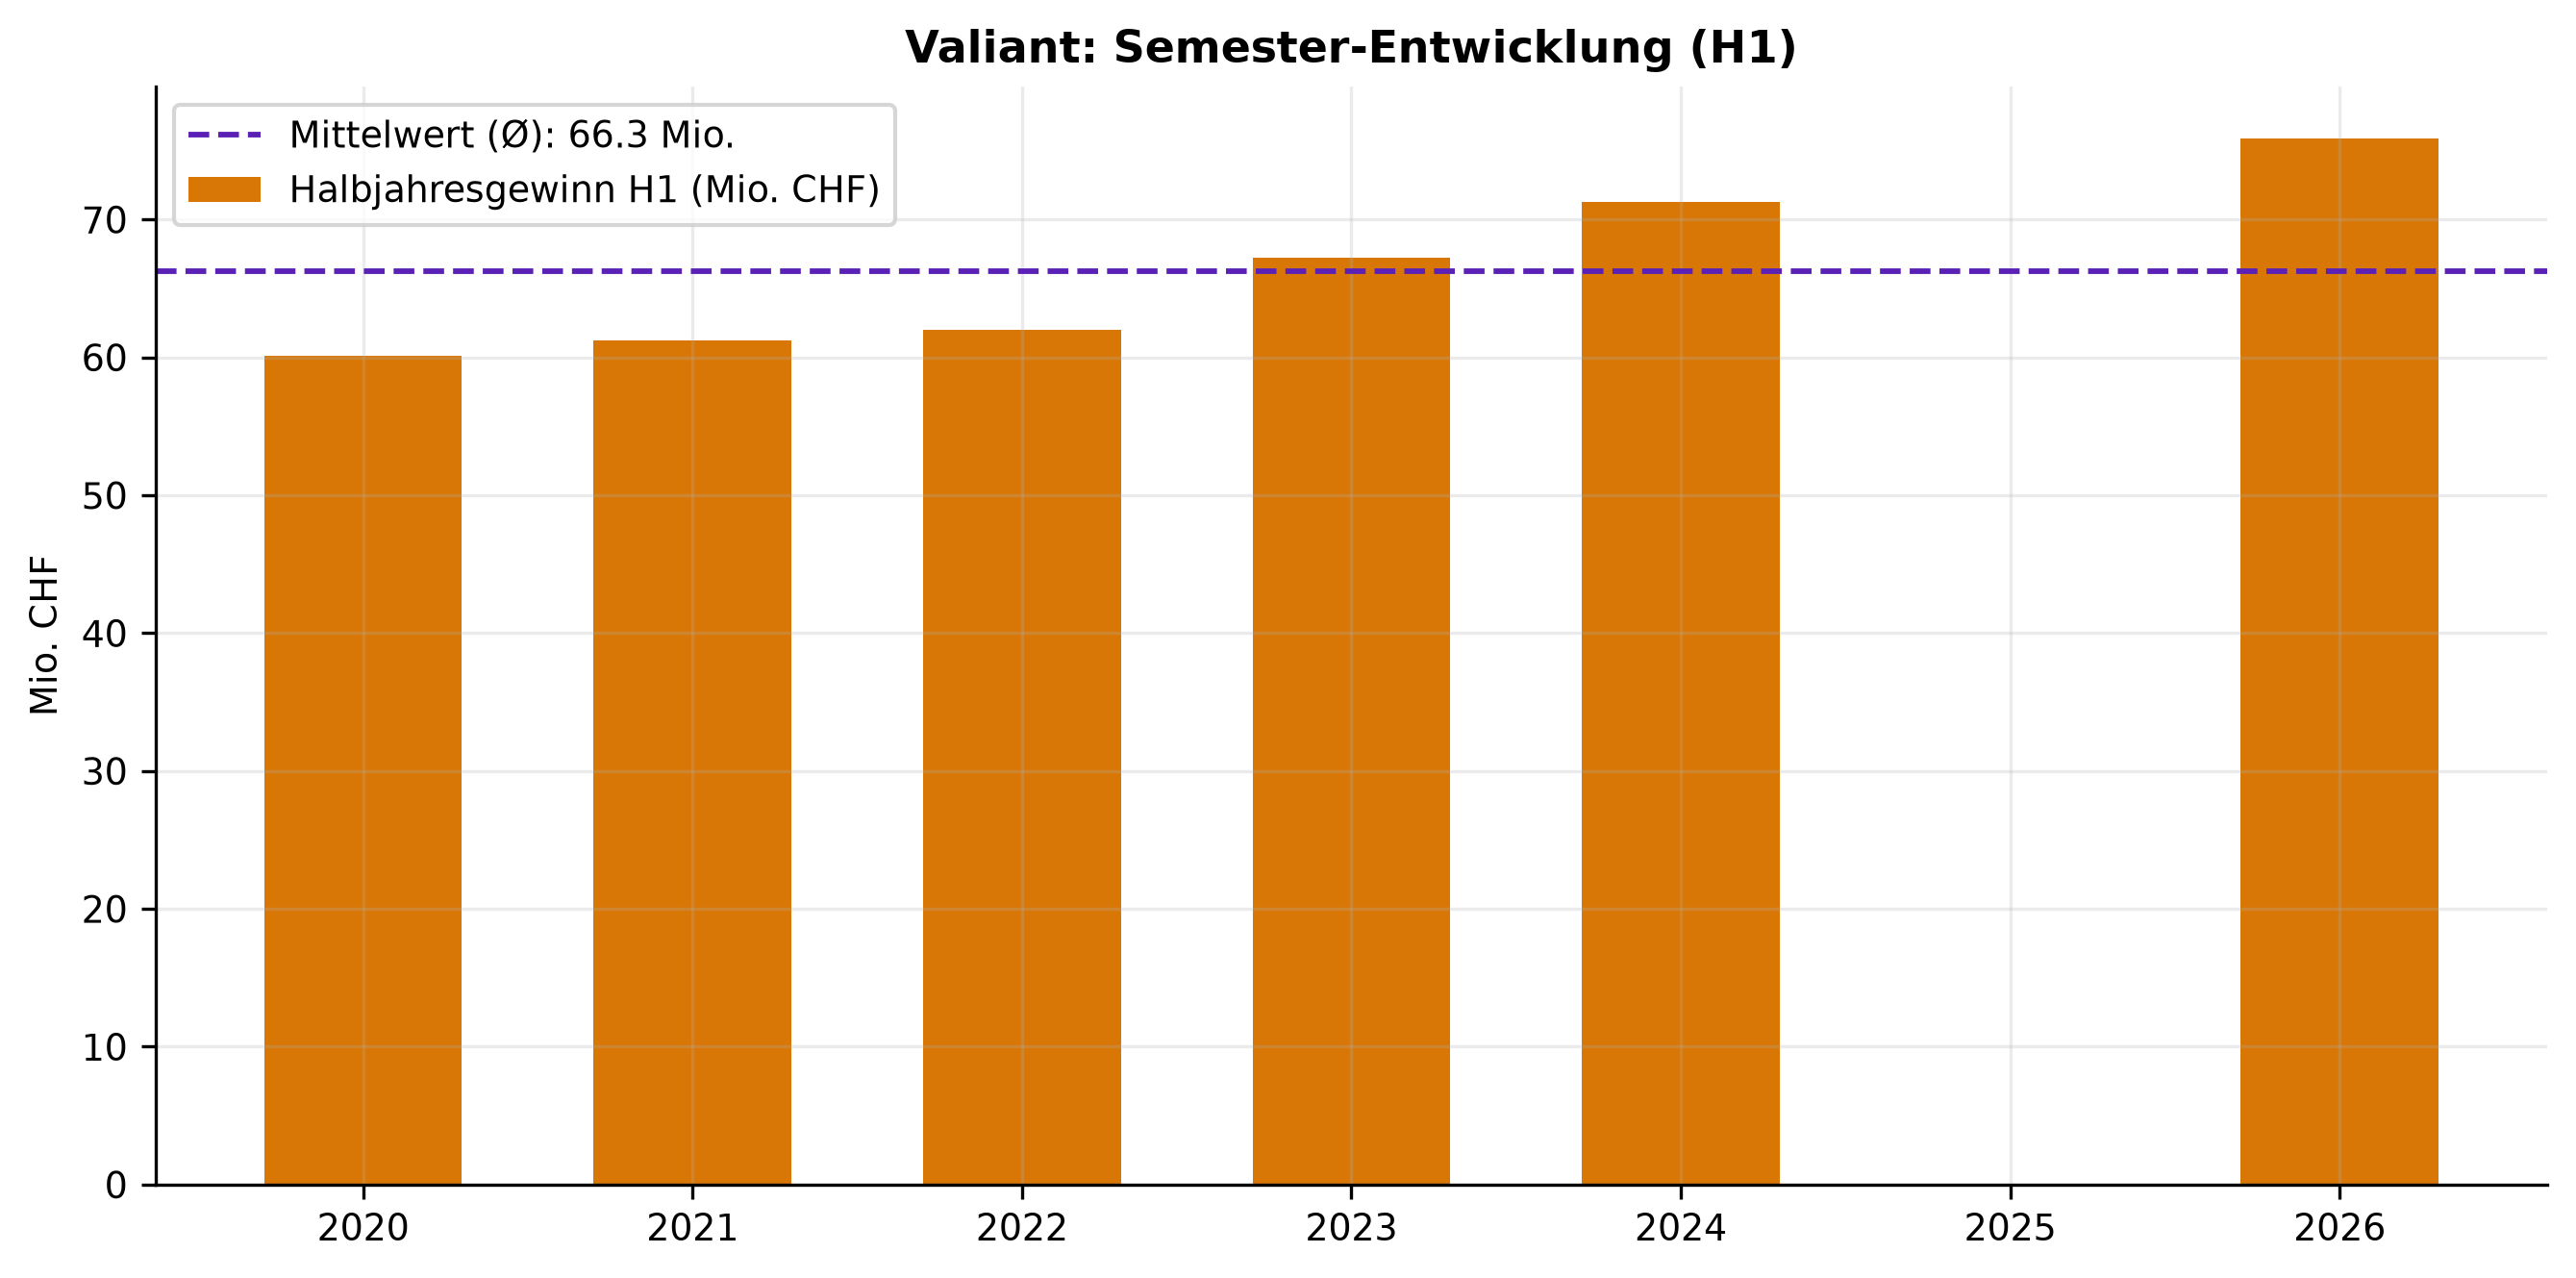 Valiant: Semester-Entwicklung (H1)
Mittelwert (Ø): 66.3 Mio.
Halbjahresgewinn H1 (Mio. CHF)
Mio. CHF
70
60
50
40
30
20
10
0
2020 2021 2022 2023 2024 2025 2026